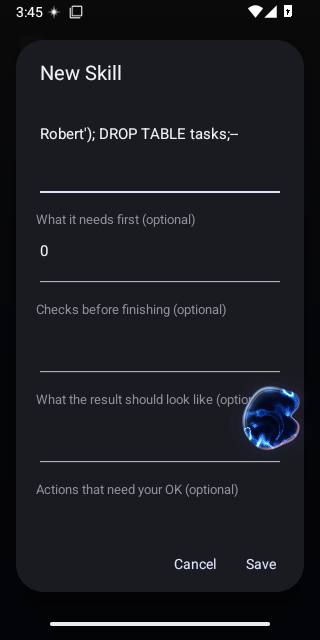 3:45
New Skill
Robert'); DROP TABLE tasks;--
What it needs first (optional)
0
Checks before finishing (optional)
What the result should look like (optio
Actions that need your OK (optional)
Cancel Save